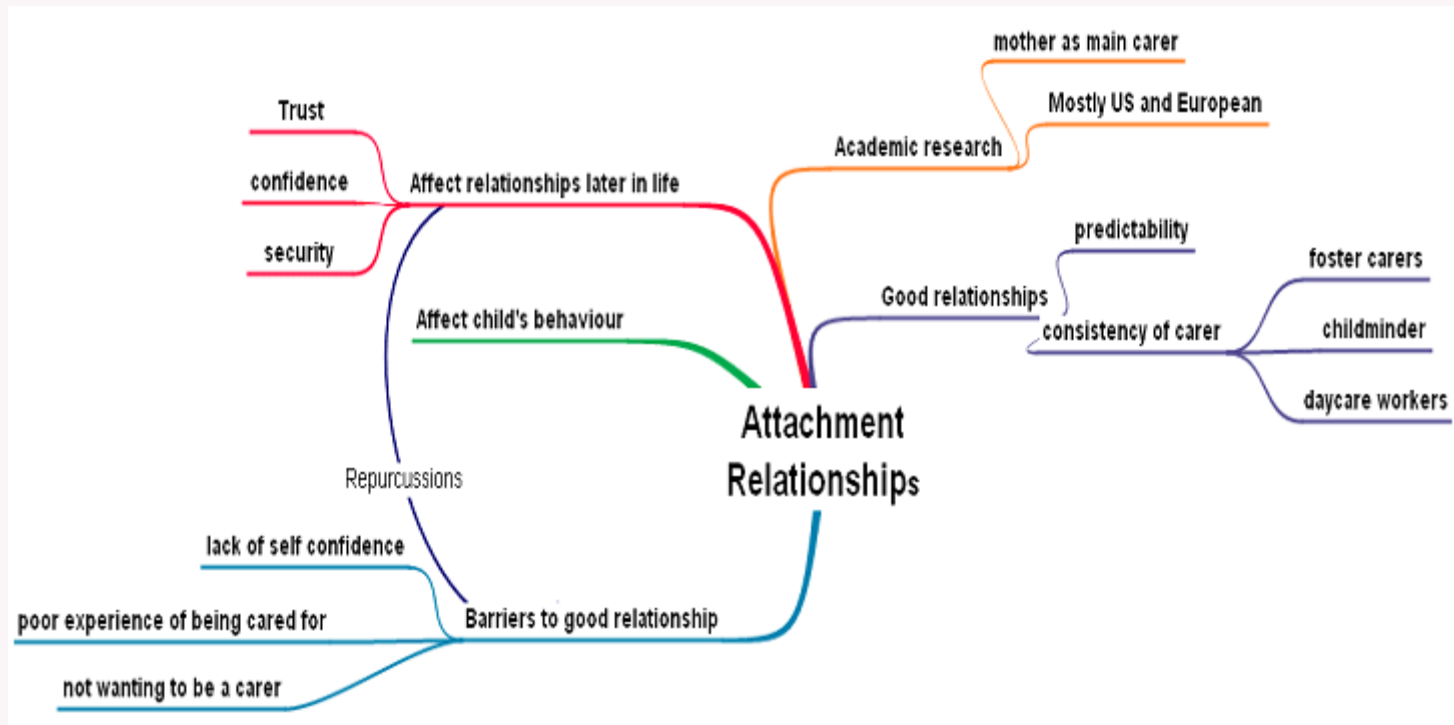 mother as main carer
Mostly US and European
Academic research
Trust
confidence
security
Affect relationships later in life
predictability
Good relationships
consistency of carer
foster carers
childminder
daycare workers
Affect child's behaviour
Attachment
Relationships
Repurcussions
lack of self confidence
poor experience of being cared for
not wanting to be a carer
Barriers to good relationship